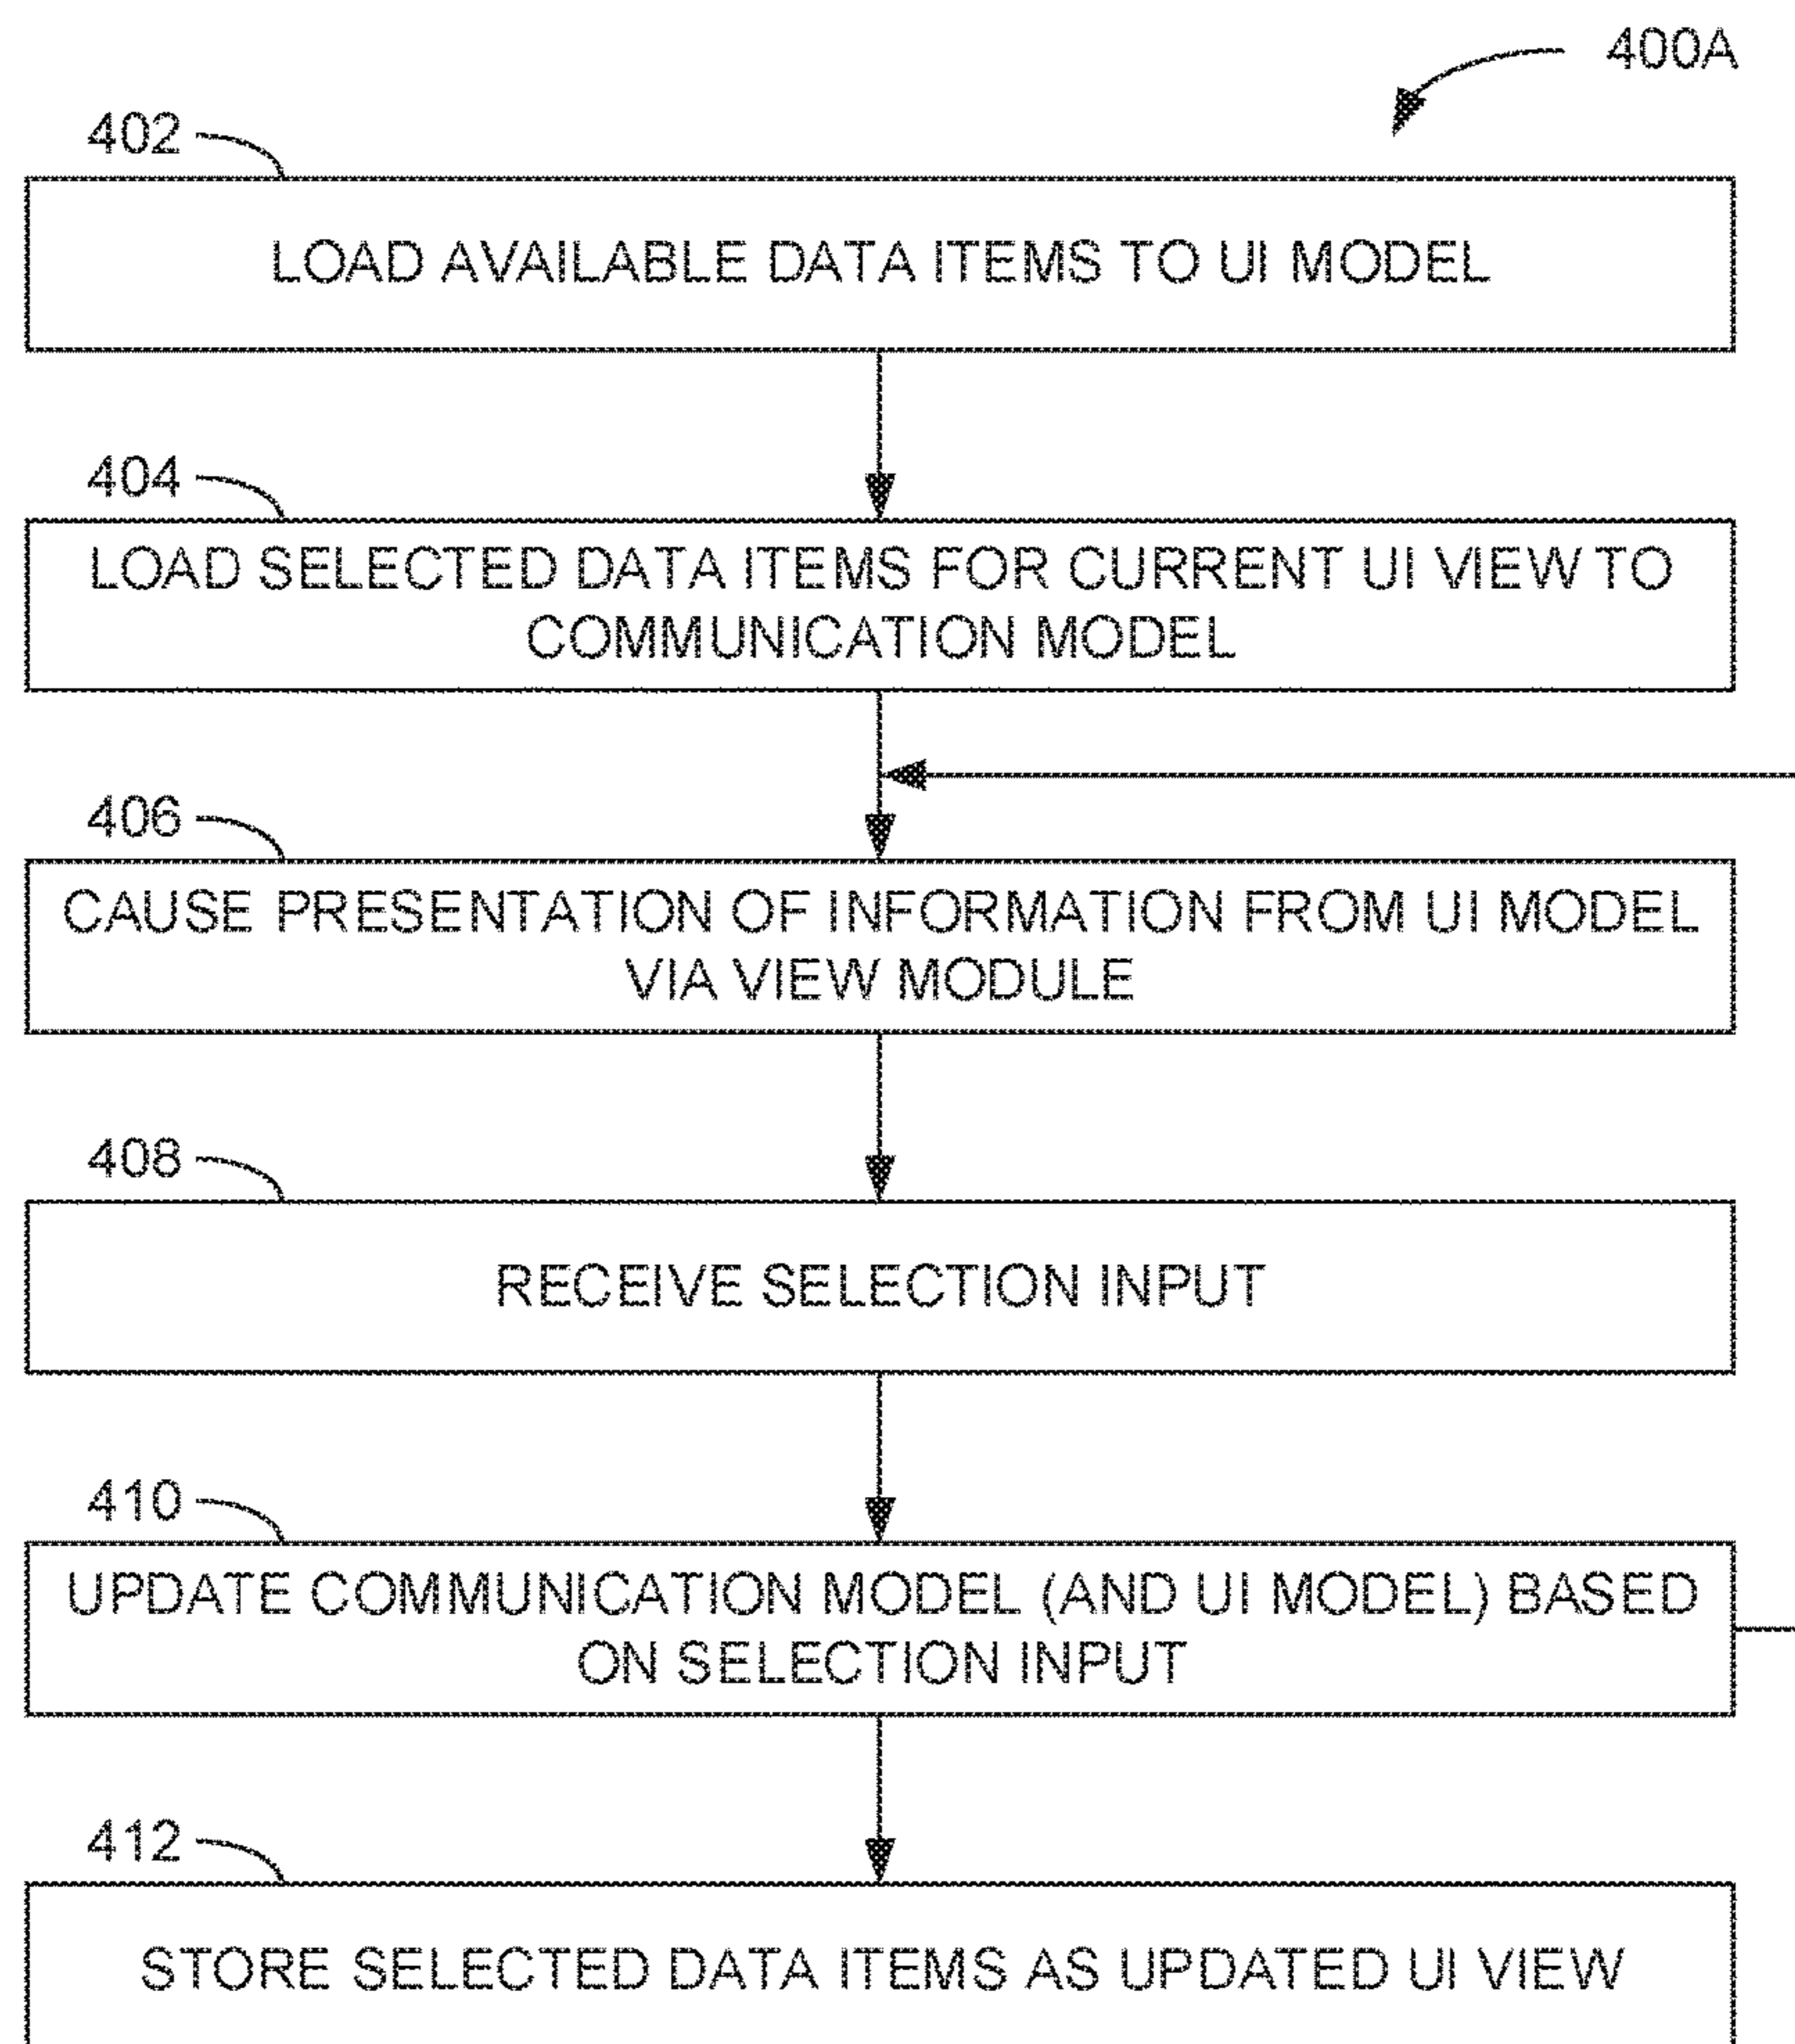 400A
402
LOAD AVAILABLE DATA ITEMS TO UI MODEL
404
LOAD SELECTED DATA ITEMS FOR CURRENT UI VIEW TO
COMMUNICATION MODEL
406
CAUSE PRESENTATION OF INFORMATION FROM UI MODEL
VIA VIEW MODULE
408
RECEIVE SELECTION INPUT
410
UPDATE COMMUNICATION MODEL (AND UI MODEL) BASED
ON SELECTION INPUT
412
STORE SELECTED DATA ITEMS AS UPDATED UI VIEW